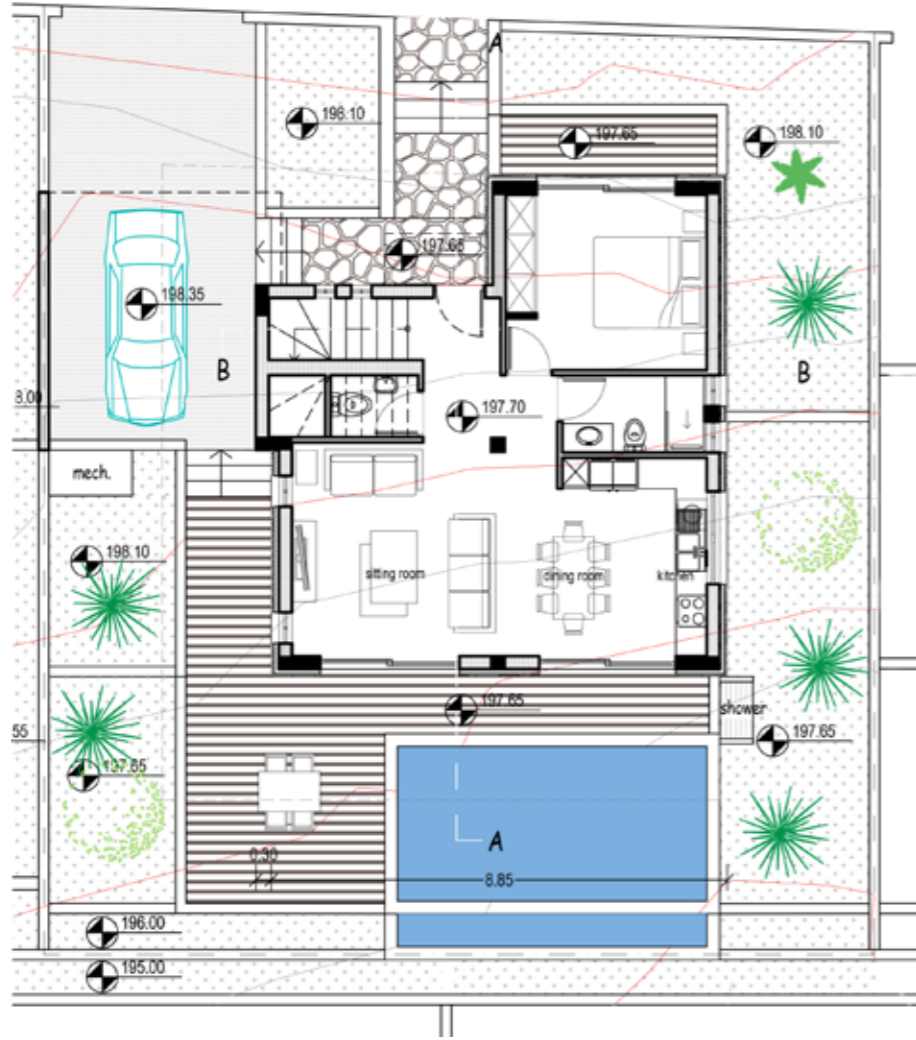 A
198.10
197.65
198.10
197.65
198.35
B
B
8.00
197.70
mech.
198.10
sitting room
dining room
kitchen
197.65
shower
55
197.65
197.65
A
0.30
8.85
196.00
195.00